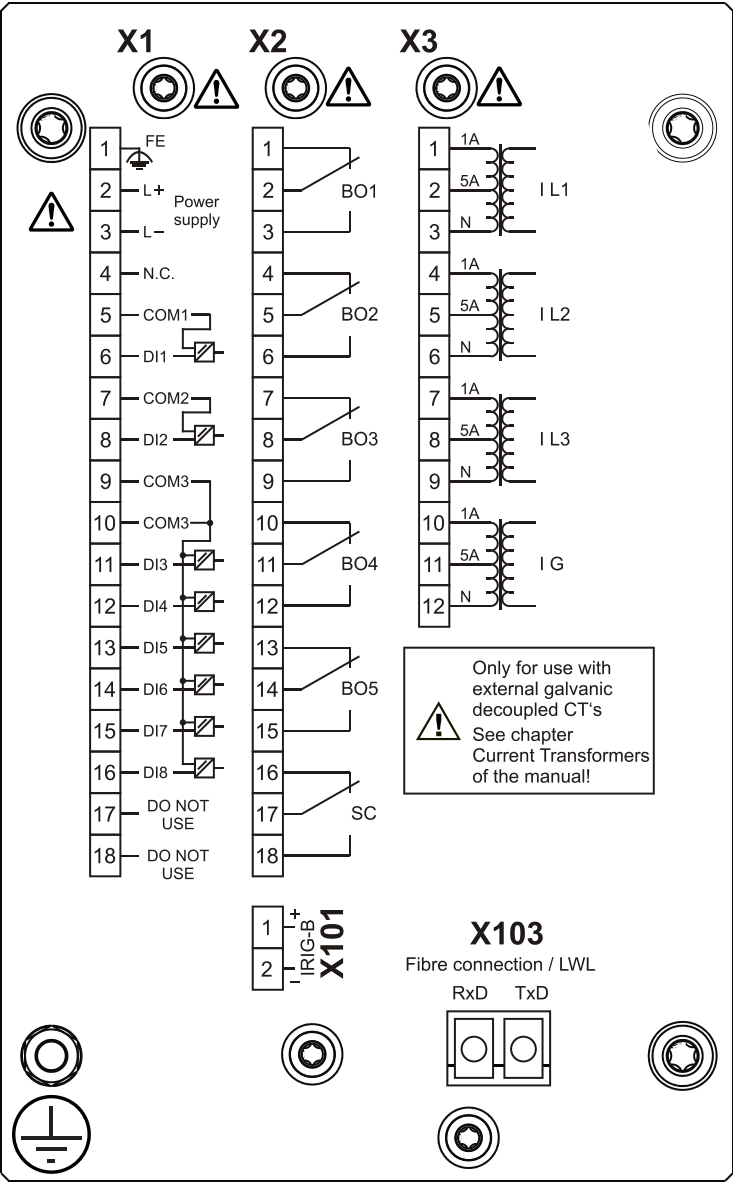 X1 X2 X3
1 FE
2 L+
Power
supply
3 L–
4 N.C.
5 COM1
6 DI1
7 COM2
8 DI2
9 COM3
10 COM3
11 DI3
12 DI4
13 DI5
14 DI6
15 DI7
16 DI8
17 DO NOT
USE
18 DO NOT
USE
1
2 BO1
3
4
5 BO2
6
7
8 BO3
9
10
11 BO4
12
13
14 BO5
15
16
17 SC
18
1 1A
2 5A I L1
3 N
4 1A
5 5A I L2
6 N
7 1A
8 5A I L3
9 N
10 1A
11 5A I G
12 N
Only for use with
external galvanic
decoupled CT‘s
See chapter
Current Transformers
of the manual!
1 +
2 –
IRIG-B
X101
X103
Fibre connection / LWL
RxD TxD